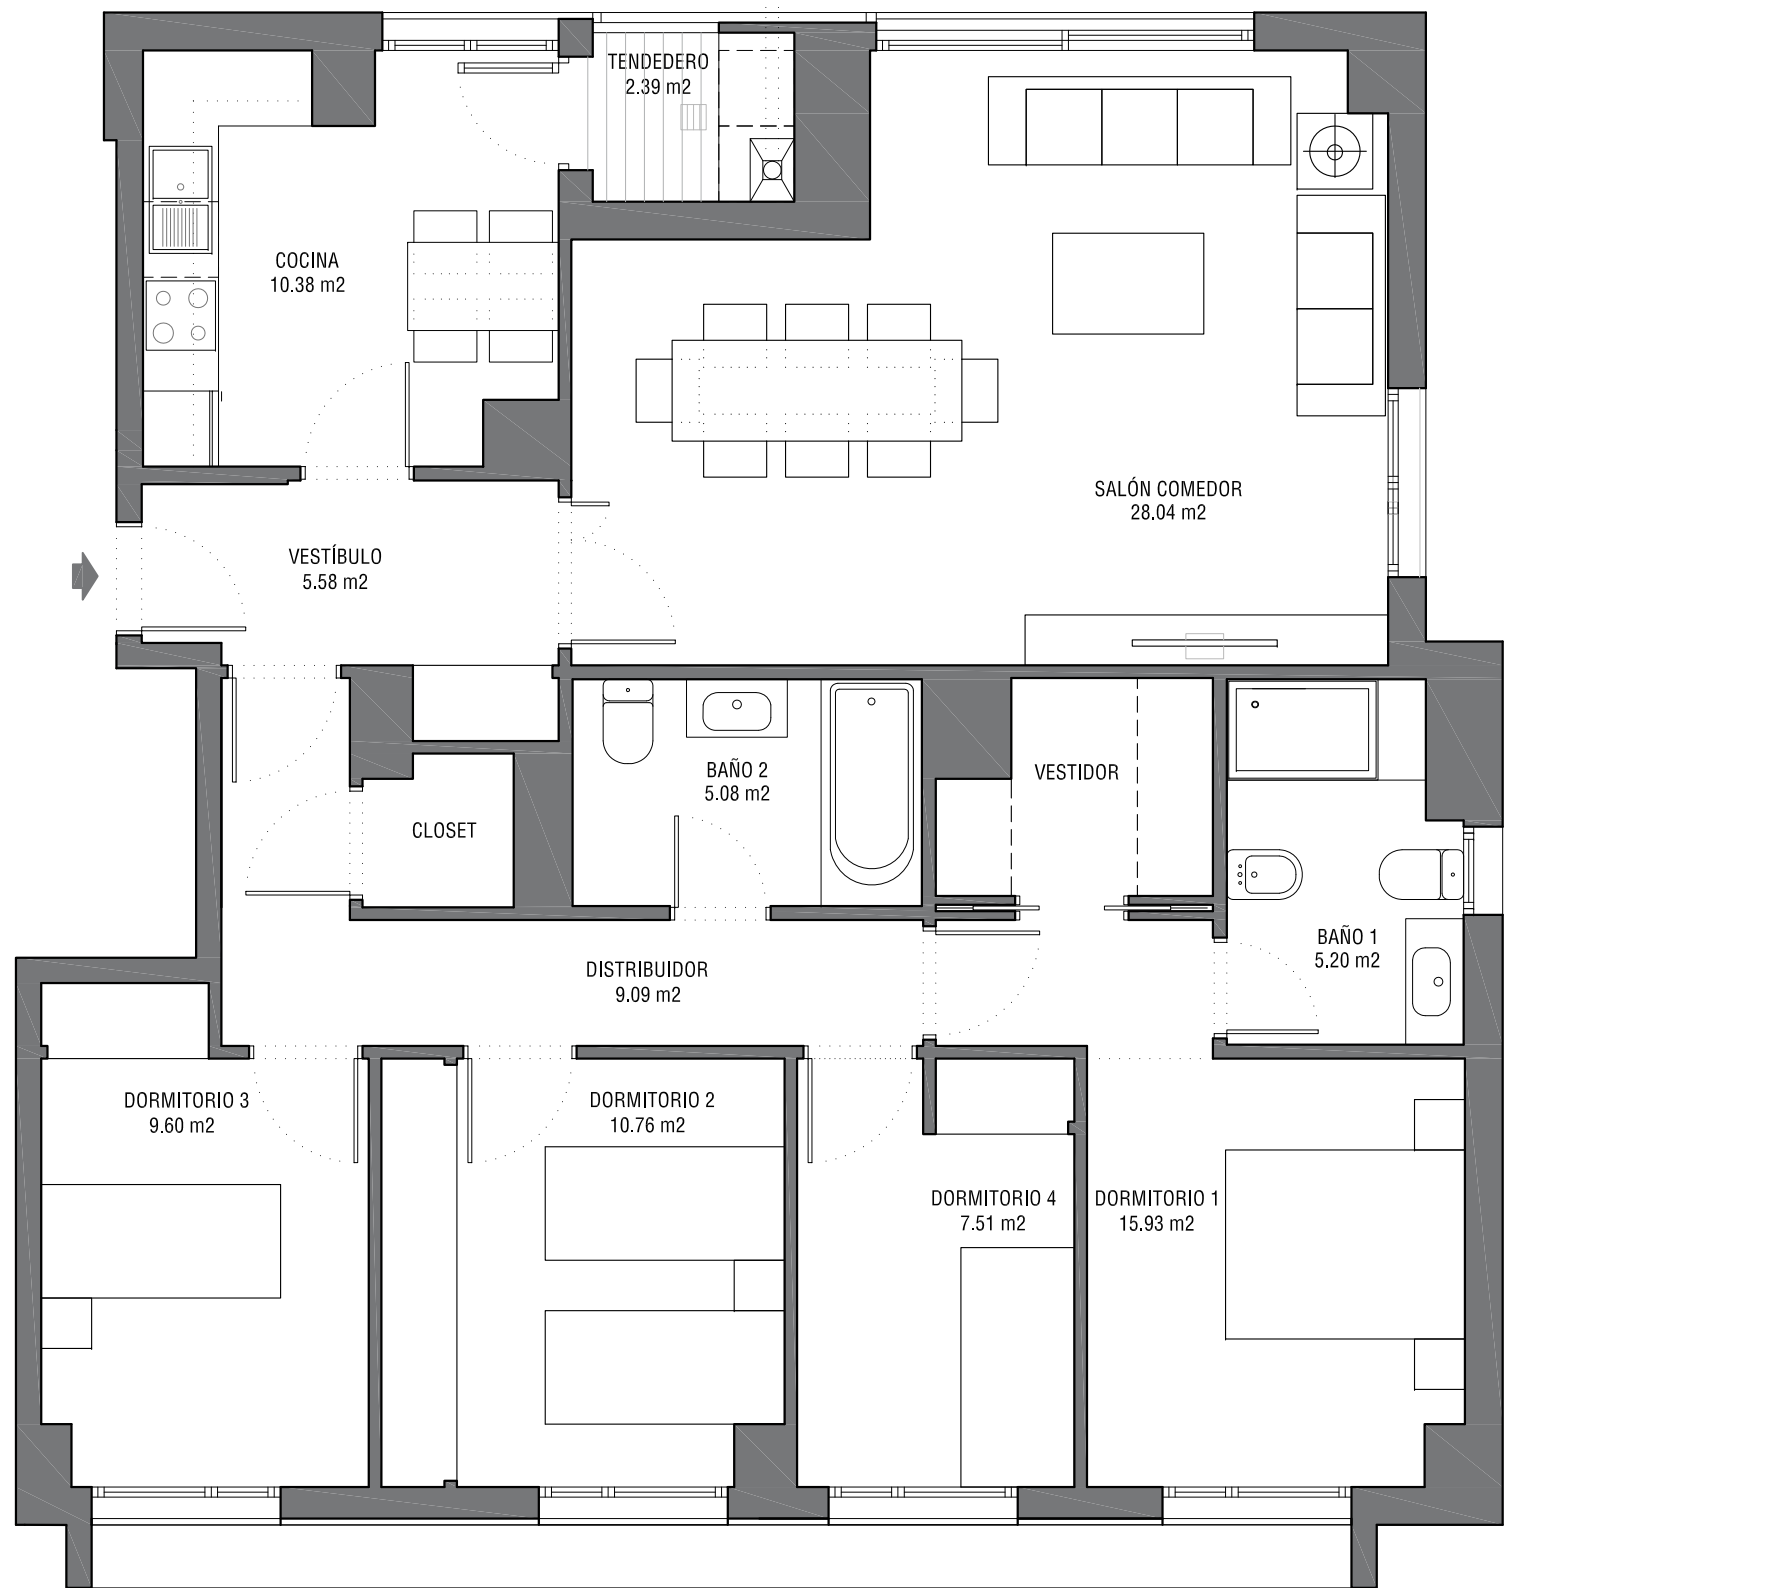 TENDEDERO
2.39 m2
COCINA
10.38 m2
SALÓN COMEDOR
28.04 m2
VESTÍBULO
5.58 m2
BAÑO 2
5.08 m2
VESTIDOR
CLOSET
BAÑO 1
5.20 m2
DISTRIBUIDOR
9.09 m2
DORMITORIO 3
9.60 m2
DORMITORIO 2
10.76 m2
DORMITORIO 4
7.51 m2
DORMITORIO 1
15.93 m2